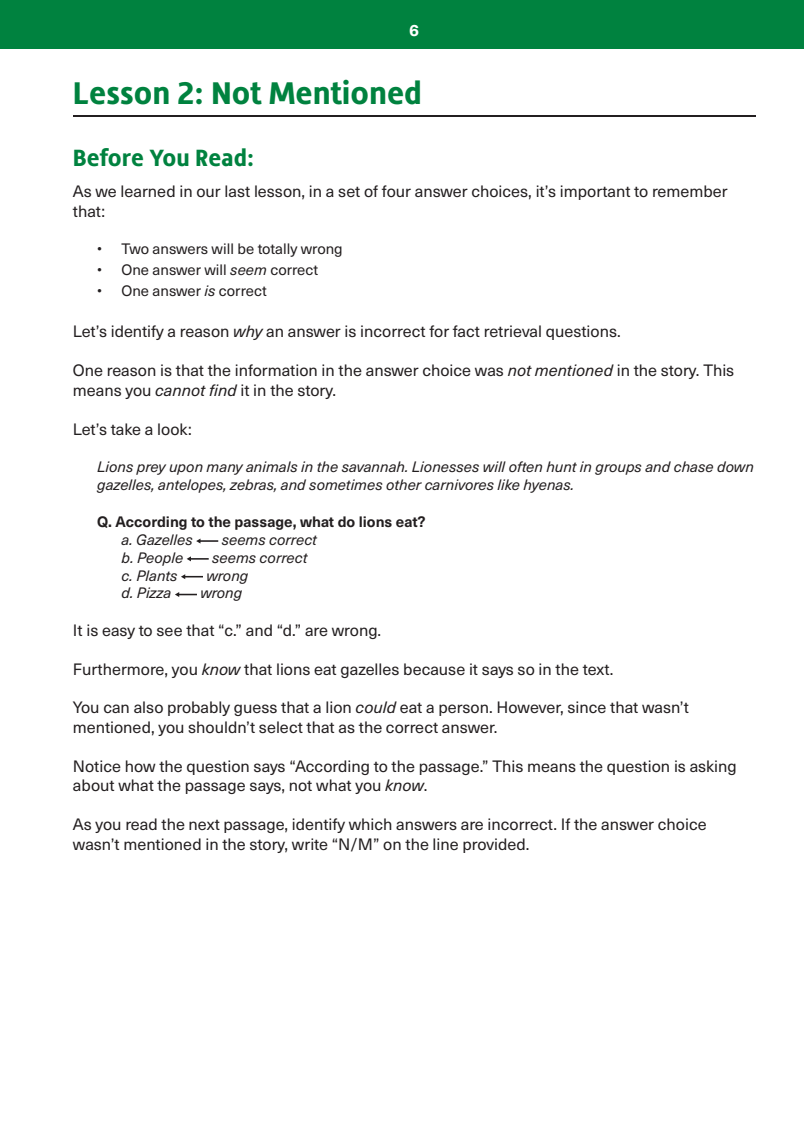 6
Lesson 2: Not Mentioned
Before You Read:
As we learned in our last lesson, in a set of four answer choices, it’s important to remember
that:
• Two answers will be totally wrong
• One answer will seem correct
• One answer is correct
Let’s identify a reason why an answer is incorrect for fact retrieval questions.
One reason is that the information in the answer choice was not mentioned in the story. This
means you cannot find it in the story.
Let’s take a look:
Lions prey upon many animals in the savannah. Lionesses will often hunt in groups and chase down
gazelles, antelopes, zebras, and sometimes other carnivores like hyenas.
Q. According to the passage, what do lions eat?
a. Gazelles ← seems correct
b. People ← seems correct
c. Plants ← wrong
d. Pizza ← wrong
It is easy to see that “c.” and “d.” are wrong.
Furthermore, you know that lions eat gazelles because it says so in the text.
You can also probably guess that a lion could eat a person. However, since that wasn’t
mentioned, you shouldn’t select that as the correct answer.
Notice how the question says “According to the passage.” This means the question is asking
about what the passage says, not what you know.
As you read the next passage, identify which answers are incorrect. If the answer choice
wasn’t mentioned in the story, write “N/M” on the line provided.